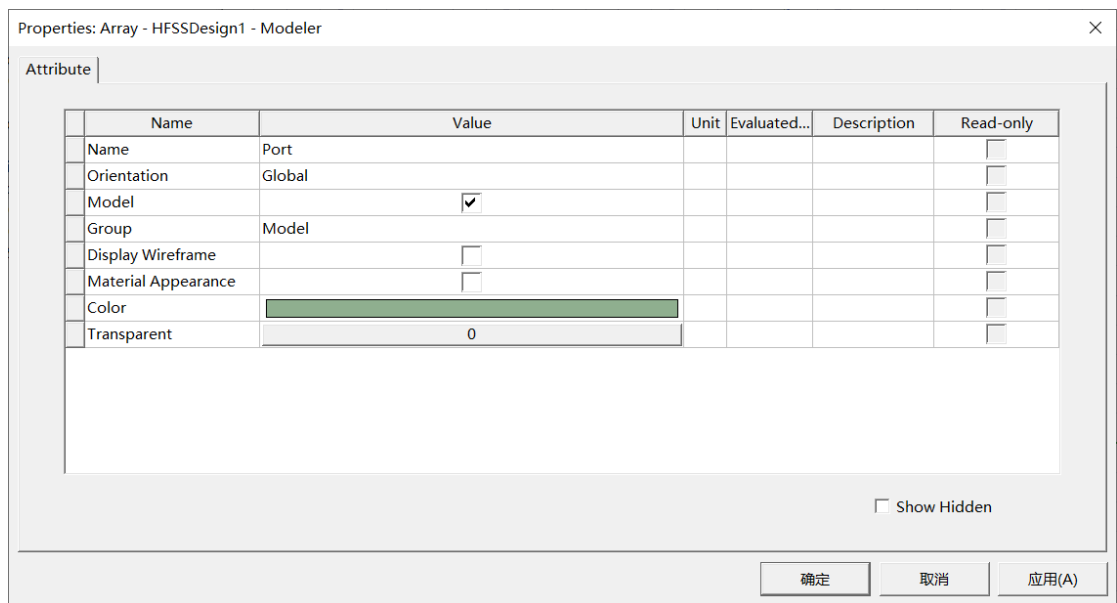 Properties: Array - HFSSDesign1 - Modeler
Attribute
Name Value Unit Evaluated... Description Read-only
Name Port
Orientation Global
Model
Group Model
Display Wireframe
Material Appearance
Color
Transparent 0
Show Hidden
确定 取消 应用(A)